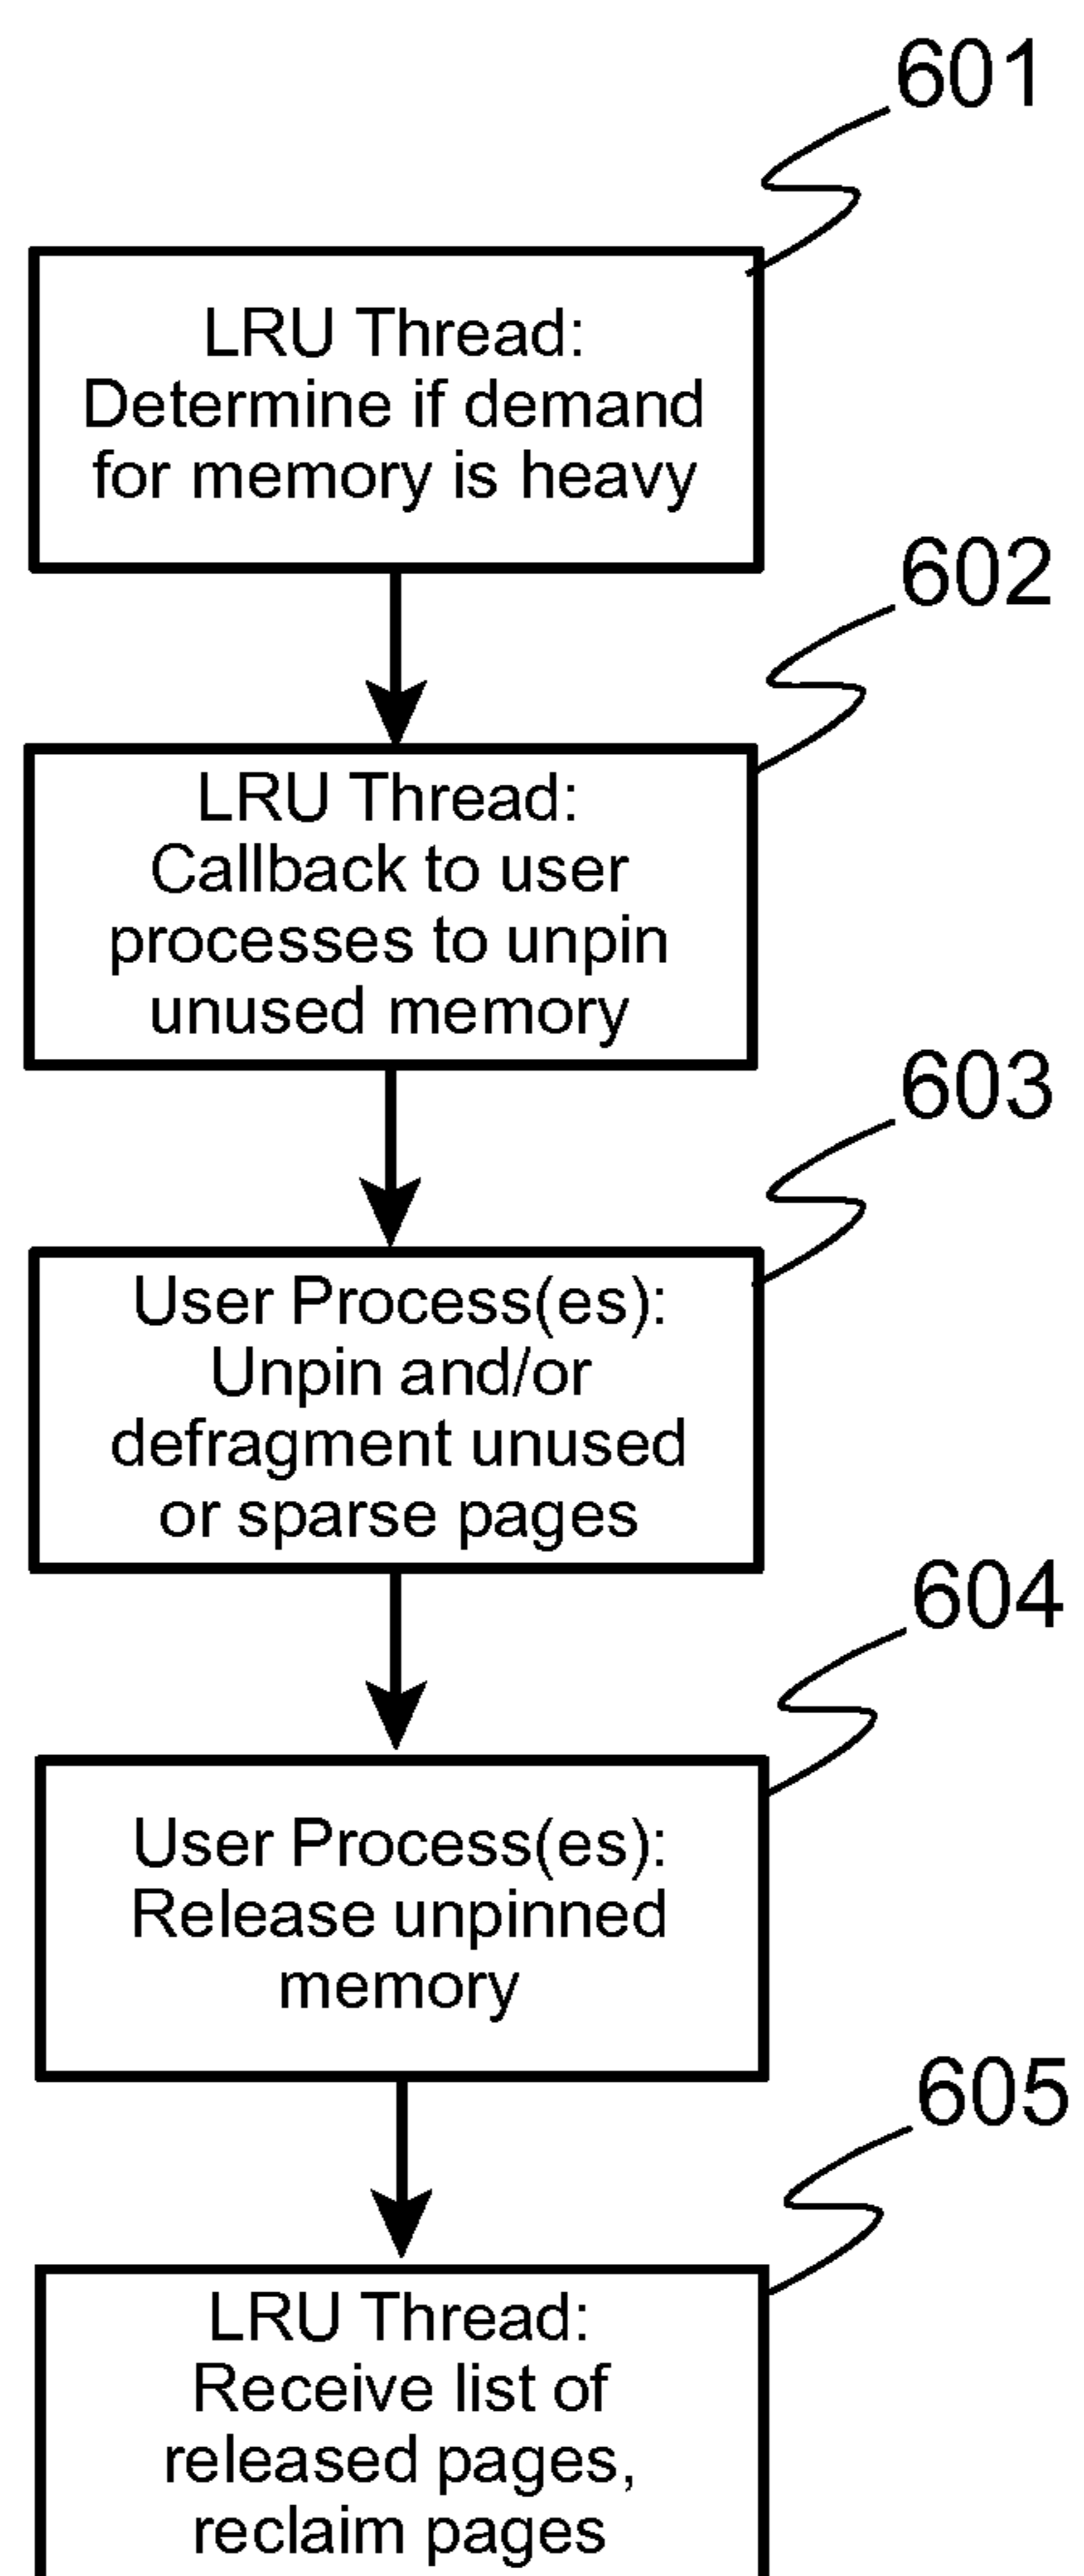 601
LRU Thread:
Determine if demand
for memory is heavy
602
LRU Thread:
Callback to user
processes to unpin
unused memory
603
User Process(es):
Unpin and/or
defragment unused
or sparse pages
604
User Process(es):
Release unpinned
memory
605
LRU Thread:
Receive list of
released pages,
reclaim pages